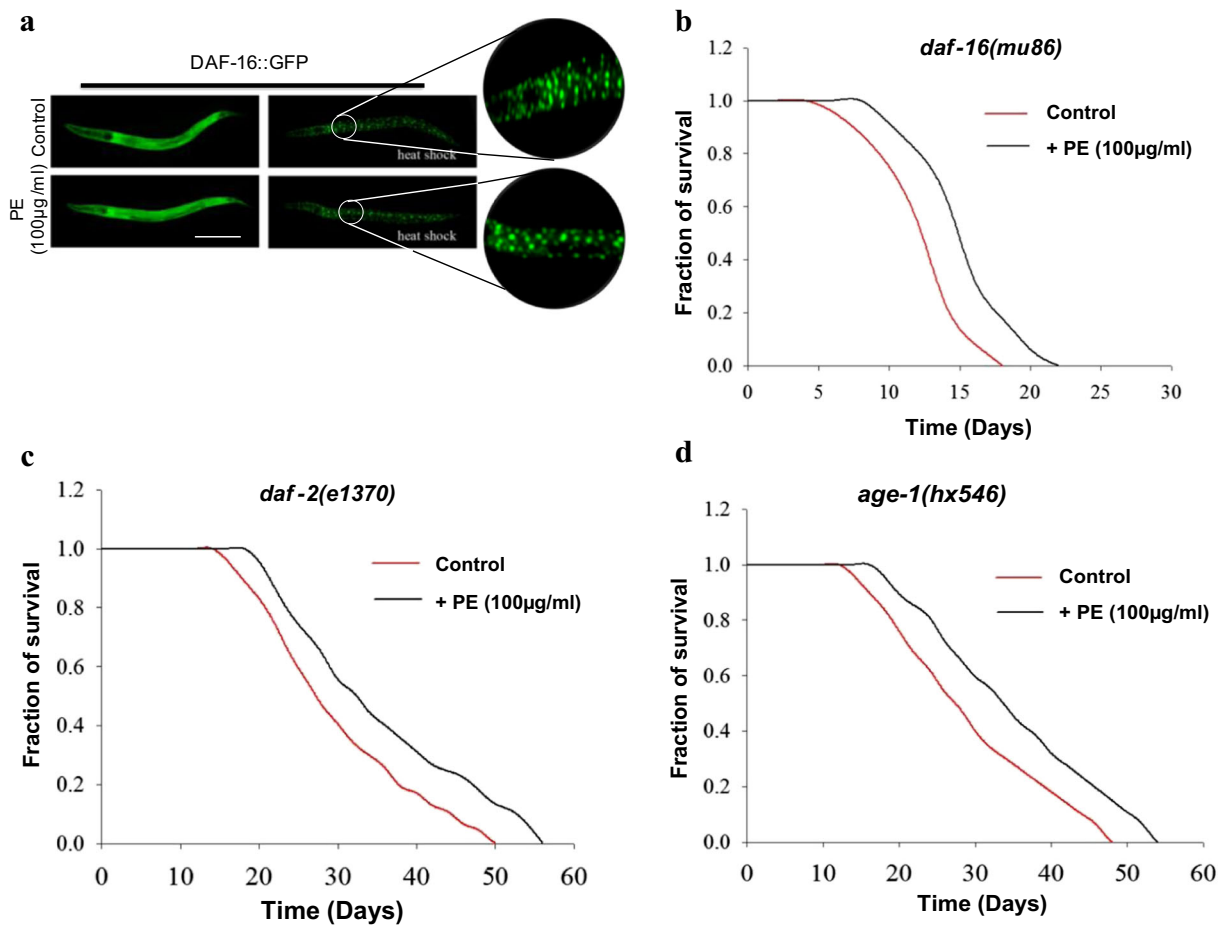 a
DAF-16::GFP
Control
PE
(100µg/ml)
heat shock
heat shock
b
daf-16(mu86)
Control
+ PE (100µg/ml)
Fraction of survival
1.2
1.0
0.8
0.6
0.4
0.2
0.0
0 5 10 15 20 25 30
Time (Days)
c
daf-2(e1370)
Control
+ PE (100µg/ml)
Fraction of survival
1.2
1.0
0.8
0.6
0.4
0.2
0.0
0 10 20 30 40 50 60
Time (Days)
d
age-1(hx546)
Control
+ PE (100µg/ml)
Fraction of survival
1.2
1.0
0.8
0.6
0.4
0.2
0.0
0 10 20 30 40 50 60
Time (Days)